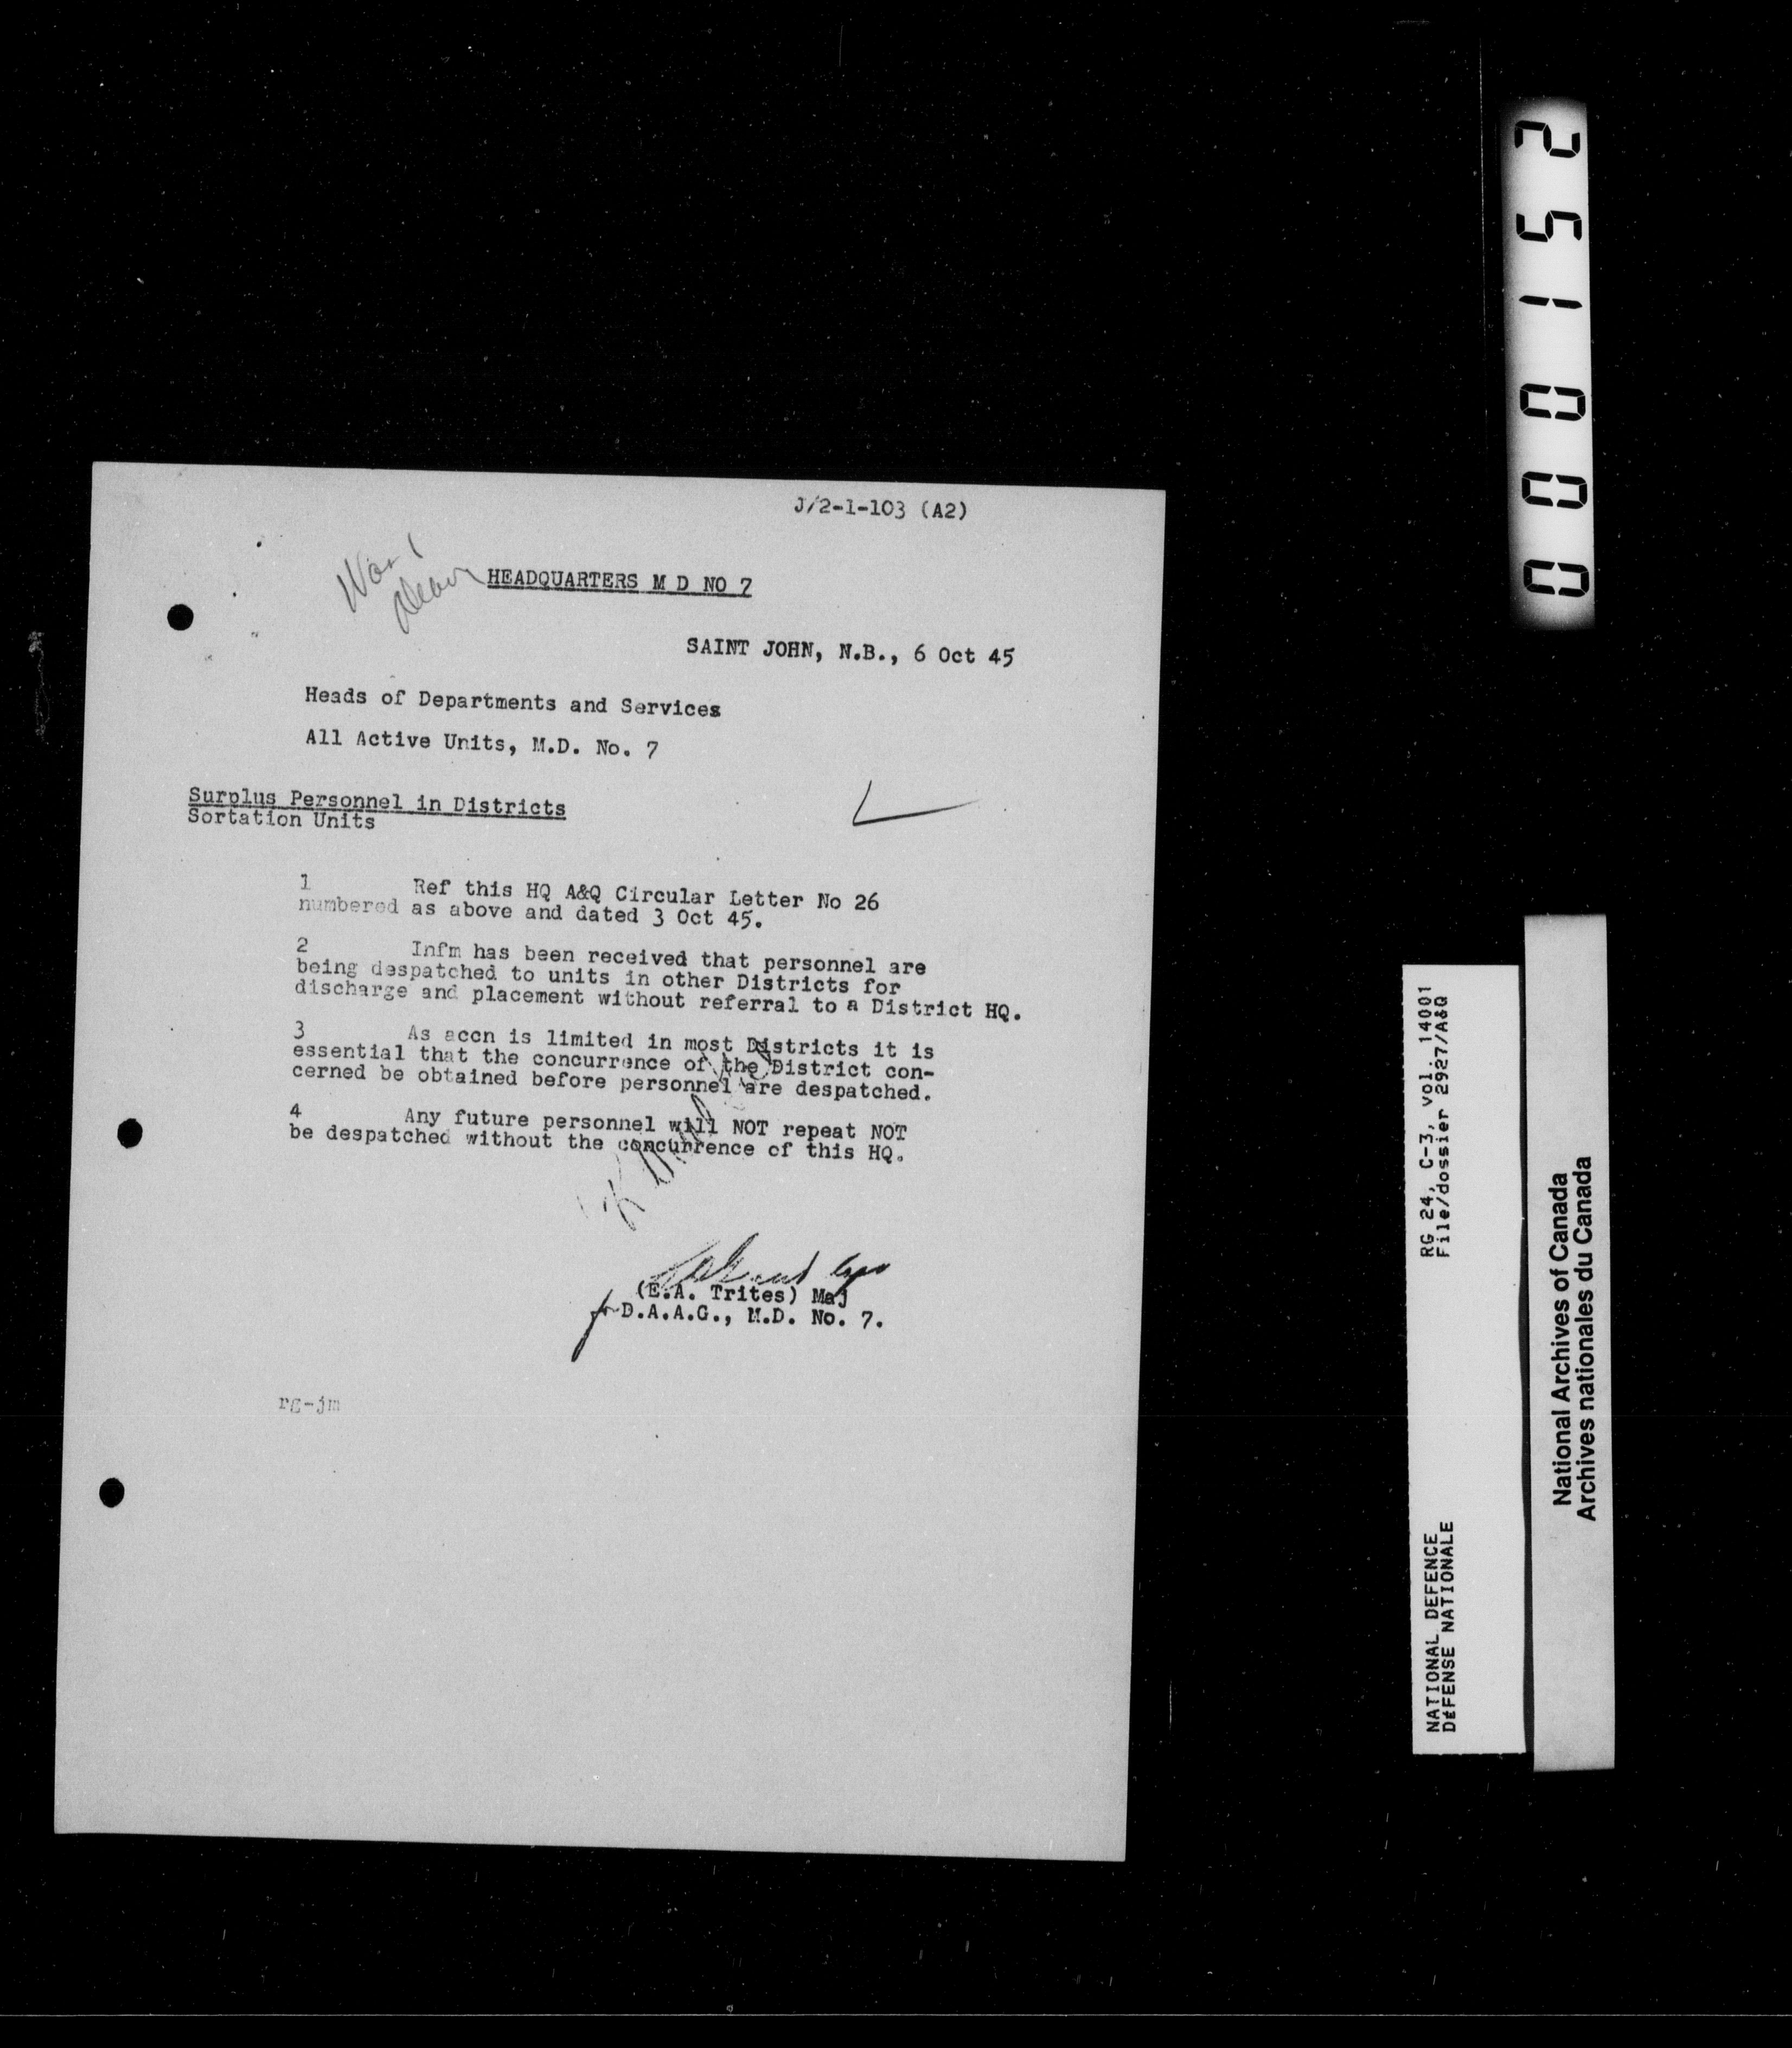 J/2-1-103 (A2)
HEADQUARTERS M D NO 7
SAINT JOHN, N.B., 6 Oct 45
Heads of Departments and Services
All Active Units, M.D. No. 7
Surplus Personnel in Districts
Sortation Units
1 Ref this HQ A&Q Circular Letter No 26
numbered as above and dated 3 Oct 45.
2 Infm has been received that personnel are
being despatched to units in other Districts for
discharge and placement without referral to a District HQ.
3 As accn is limited in most Districts it is
essential that the concurrence of the District con-
cerned be obtained before personnel are despatched.
4 Any future personnel will NOT repeat NOT
be despatched without the concurrence of this HQ.
(E.A. Trites) Maj
for D.A.A.G., M.D. No. 7.
rg-jm
251000
RG 24, C-3, vol. 14001
File/dossier 2927/A&Q
NATIONAL DEFENCE
DÉFENSE NATIONALE
National Archives of Canada
Archives nationales du Canada